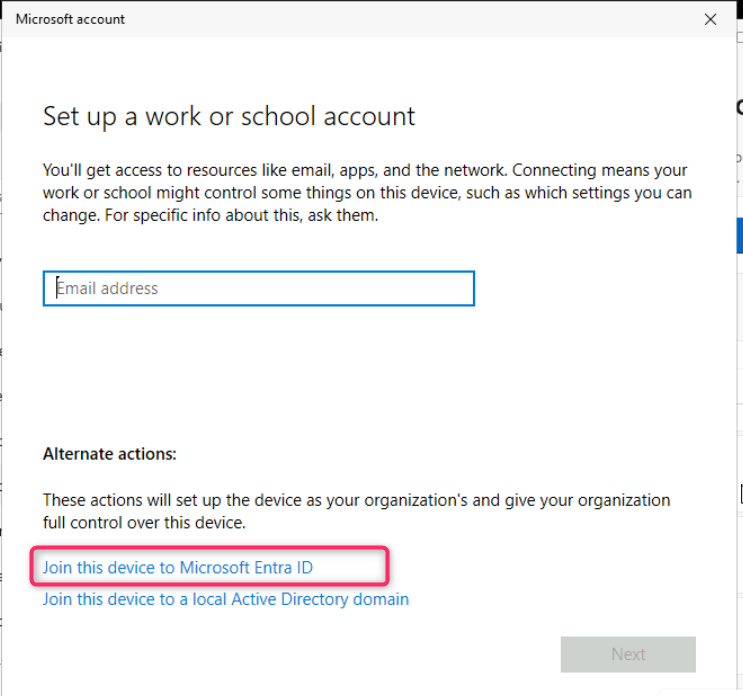 Microsoft account
Set up a work or school account
You'll get access to resources like email, apps, and the network. Connecting means your
work or school might control some things on this device, such as which settings you can
change. For specific info about this, ask them.
Email address
Alternate actions:
These actions will set up the device as your organization's and give your organization
full control over this device.
Join this device to Microsoft Entra ID
Join this device to a local Active Directory domain
Next